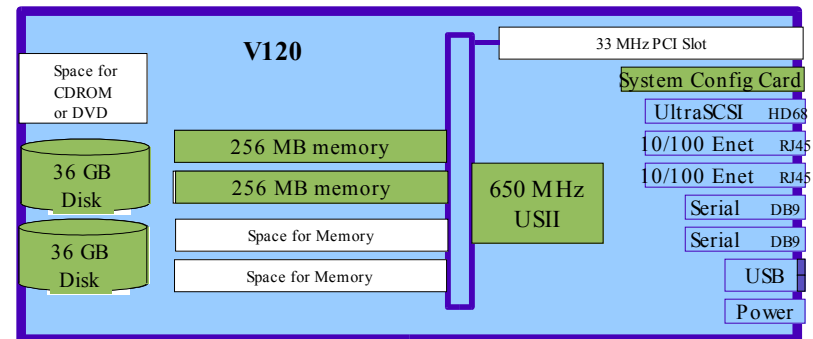 V120
33 MHz PCI Slot
Space for
CDROM
or DVD
System Config Card
UltraSCSI HD68
10/100 Enet RJ45
10/100 Enet RJ45
Serial DB9
Serial DB9
USB
Power
36 GB
Disk
36 GB
Disk
256 MB memory
256 MB memory
Space for Memory
Space for Memory
650 MHz
USII